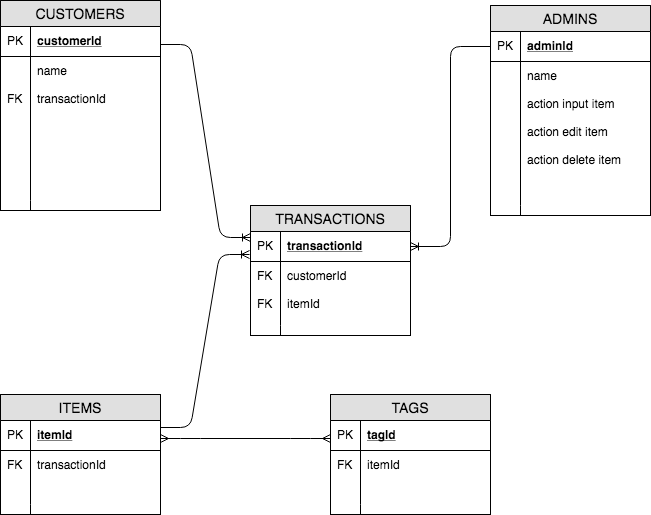 CUSTOMERS
PK customerId
name
FK transactionId
ADMINS
PK adminId
name
action input item
action edit item
action delete item
TRANSACTIONS
PK transactionId
FK customerId
FK itemId
ITEMS
PK itemId
FK transactionId
TAGS
PK tagId
FK itemId